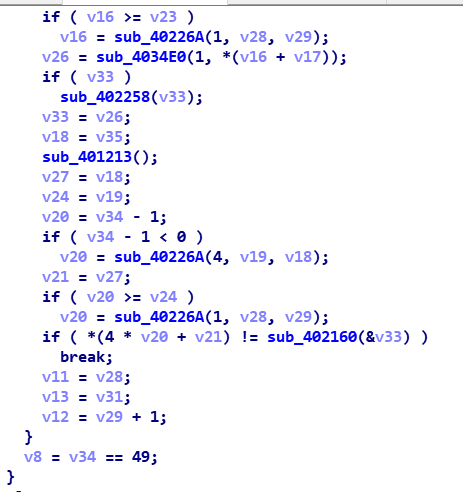 if ( v16 >= v23 )
v16 = sub_40226A(1, v28, v29);
v26 = sub_4034E0(1, *(v16 + v17));
if ( v33 )
sub_402258(v33);
v33 = v26;
v18 = v35;
sub_401213();
v27 = v18;
v24 = v19;
v20 = v34 - 1;
if ( v34 - 1 < 0 )
v20 = sub_40226A(4, v19, v18);
v21 = v27;
if ( v20 >= v24 )
v20 = sub_40226A(1, v28, v29);
if ( *(4 * v20 + v21) != sub_402160(&v33) )
break;
v11 = v28;
v13 = v31;
v12 = v29 + 1;
}
v8 = v34 == 49;
}